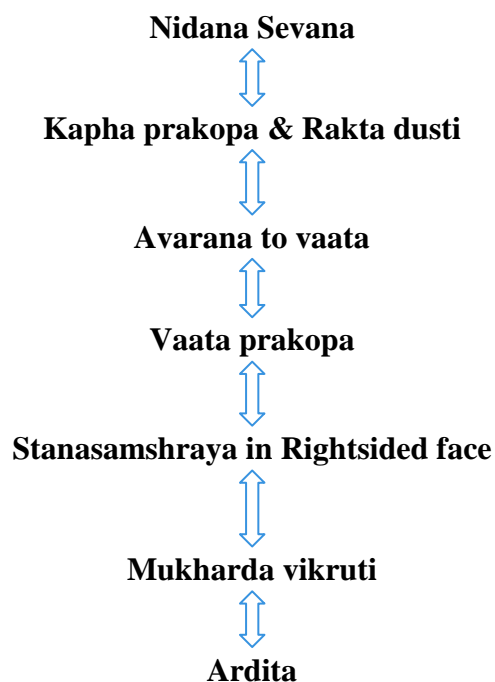 Nidana Sevana
Kapha prakopa & Rakta dusti
Avarana to vaata
Vaata prakopa
Stanasamshraya in Rightsided face
Mukharda vikruti
Ardita